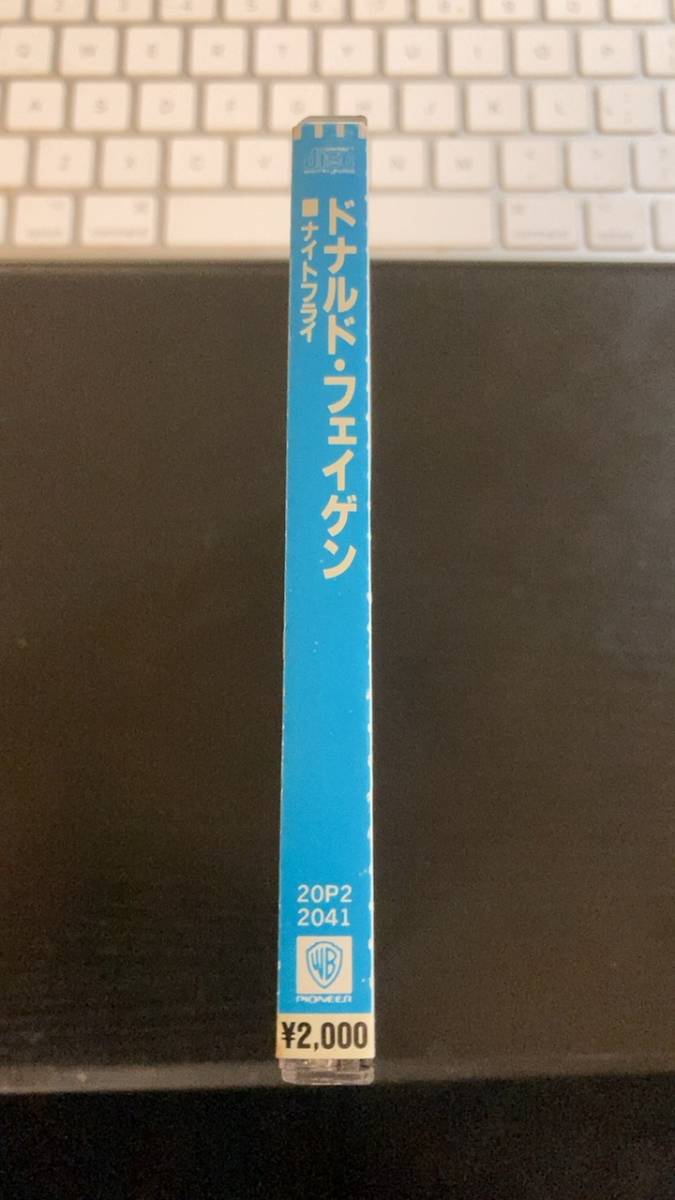 disc
ドナルド・フェイゲン
■ナイトフライ
20P2
2041
WB
PIONEER
¥2,000